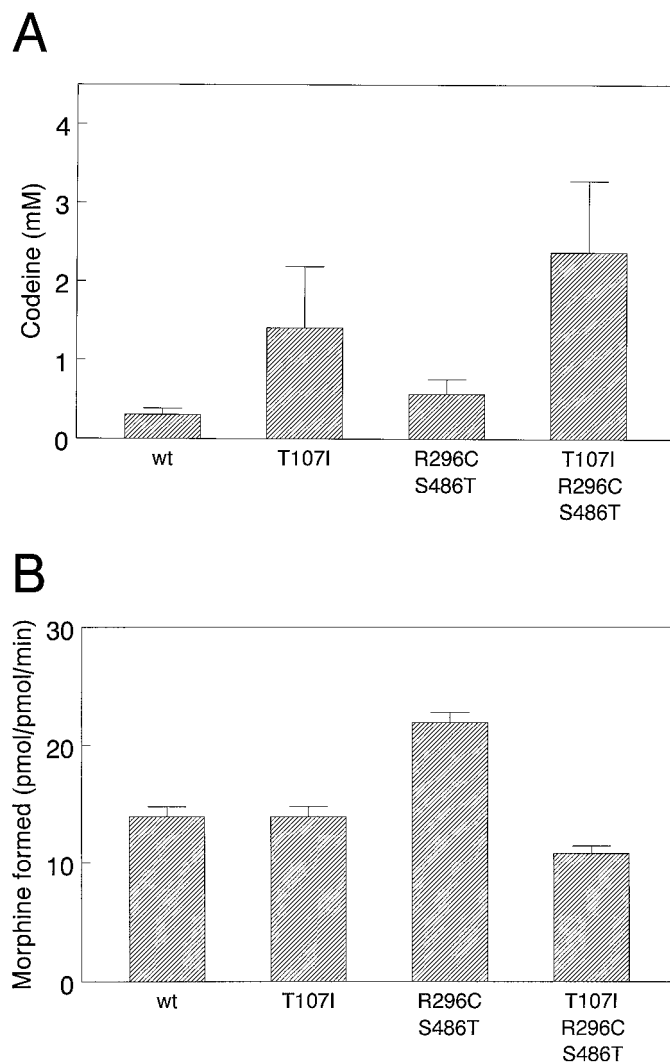 A
Codeine (mM)
4
3
2
1
0
wt
T107I
R296C
S486T
T107I
R296C
S486T
B
Morphine formed (pmol/pmol/min)
30
20
10
0
wt
T107I
R296C
S486T
T107I
R296C
S486T